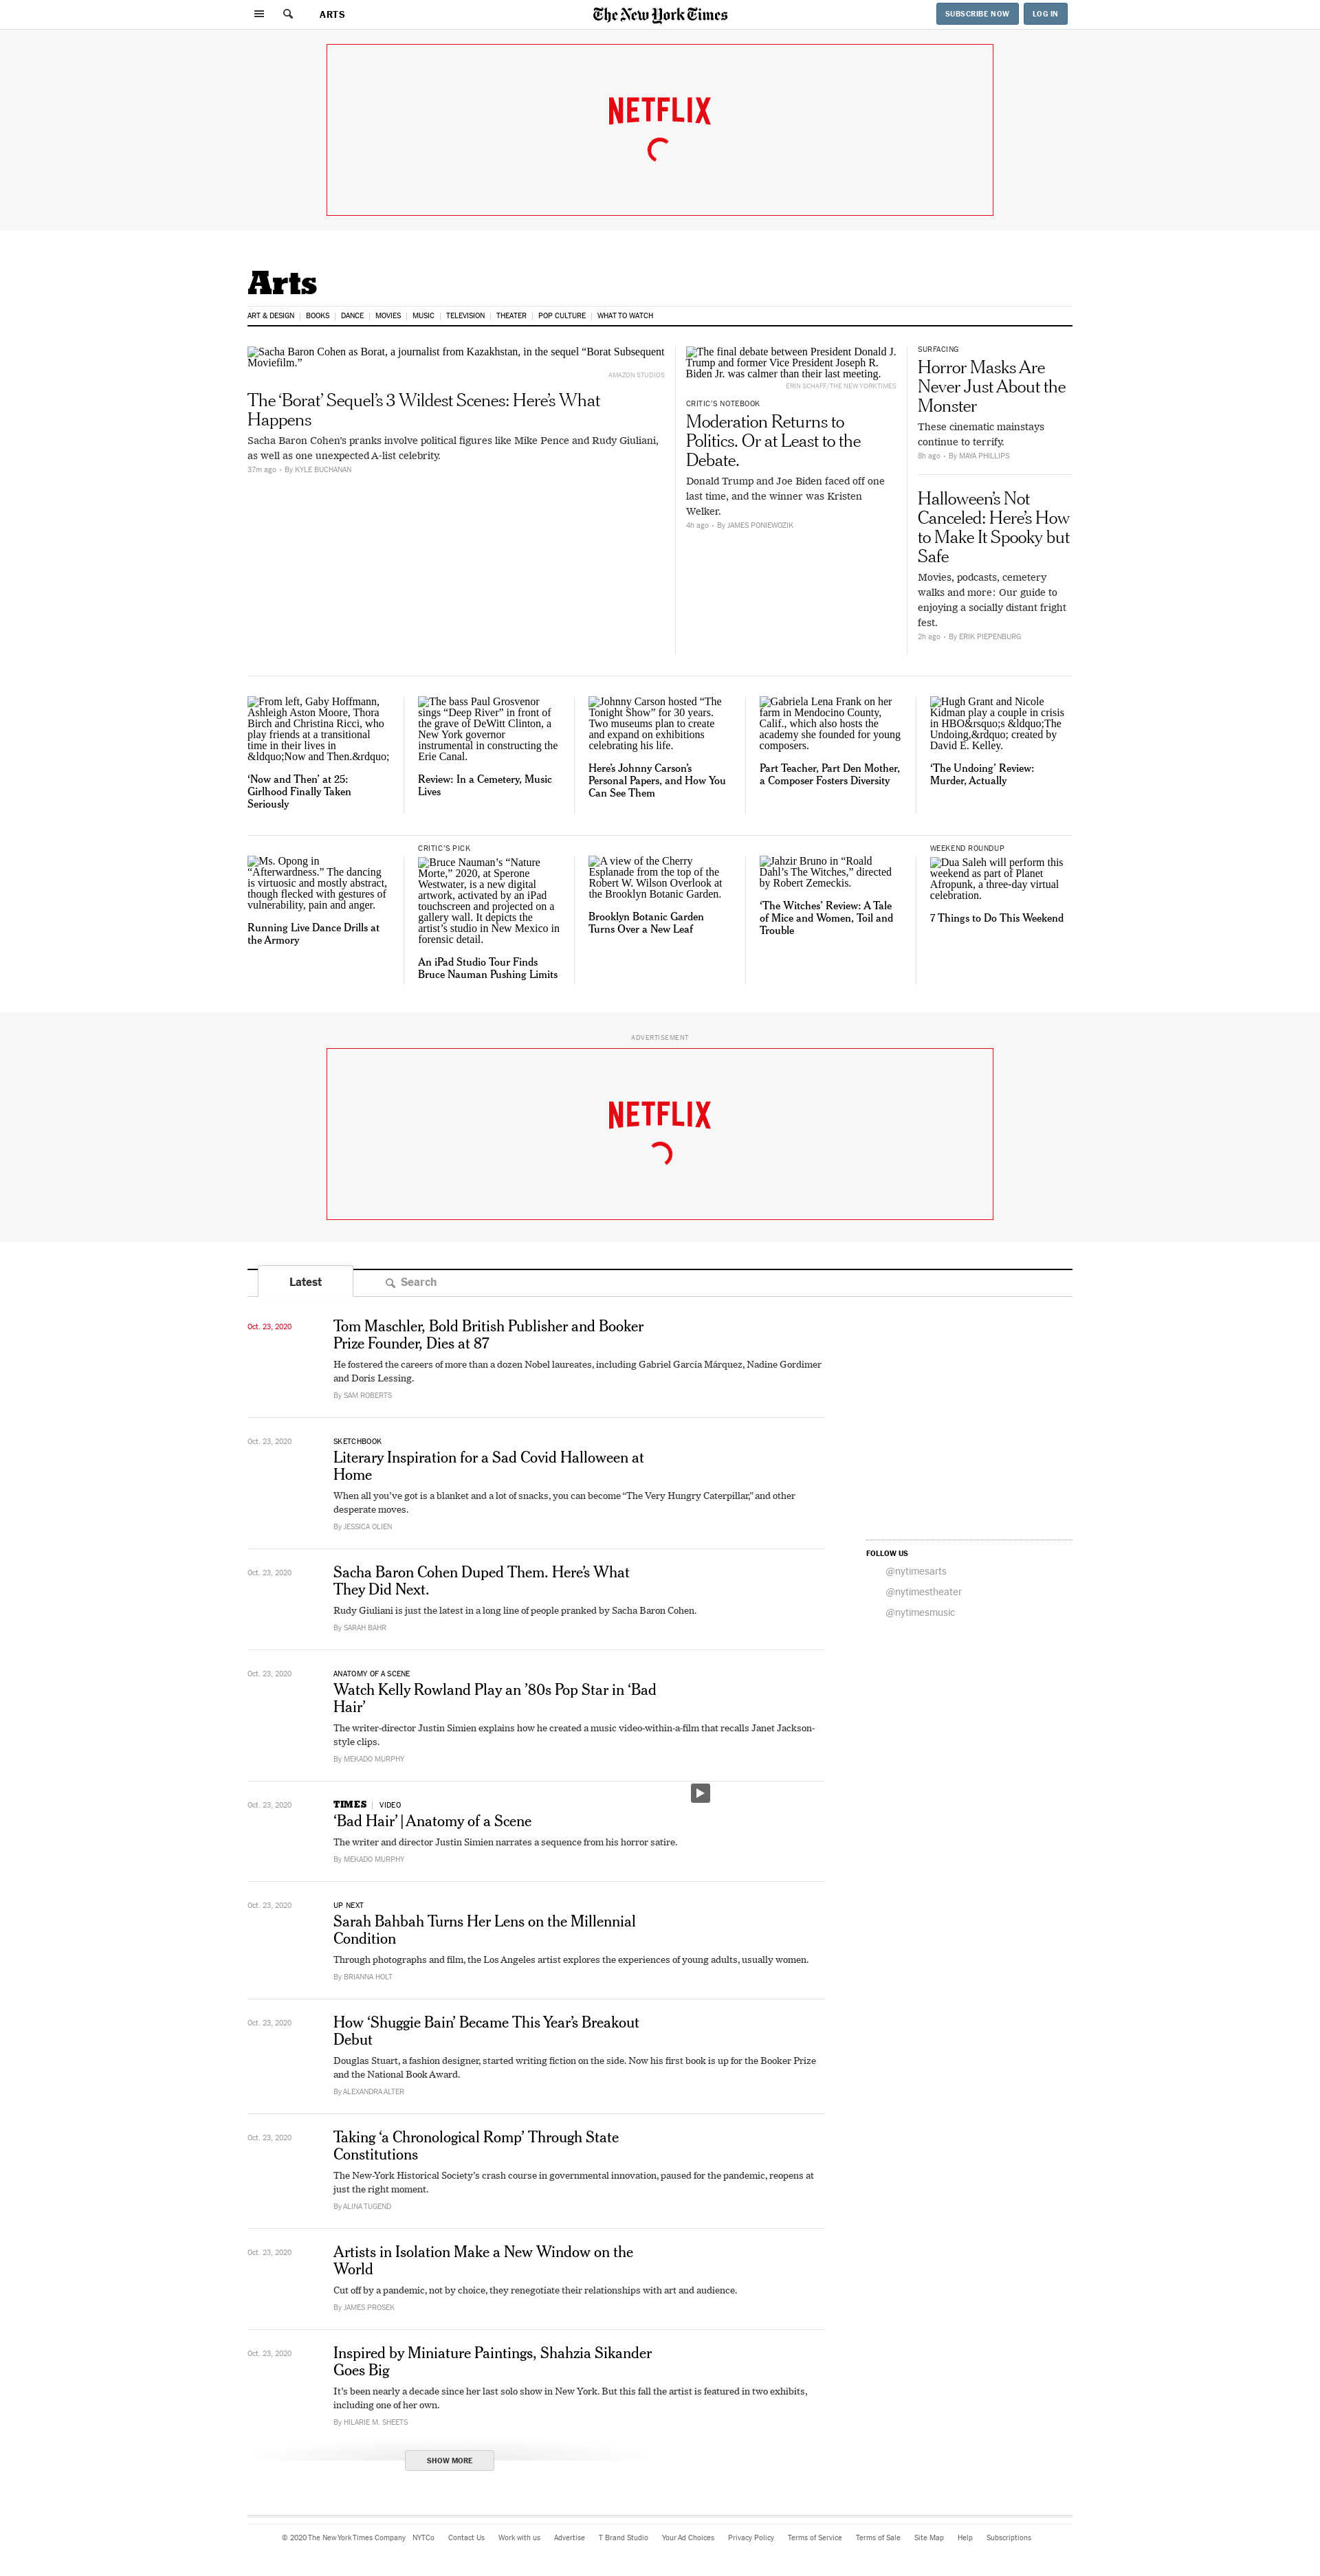 ARTS
The New York Times
SUBSCRIBE NOW
LOG IN
NETFLIX
Arts
ART & DESIGN
BOOKS
DANCE
MOVIES
MUSIC
TELEVISION
THEATER
POP CULTURE
WHAT TO WATCH
Sacha Baron Cohen as Borat, a journalist from Kazakhstan, in the sequel “Borat Subsequent
Moviefilm.”
AMAZON STUDIOS
The ‘Borat’ Sequel’s 3 Wildest Scenes: Here’s What
Happens
Sacha Baron Cohen’s pranks involve political figures like Mike Pence and Rudy Giuliani,
as well as one unexpected A-list celebrity.
37m ago • By KYLE BUCHANAN
The final debate between President Donald J.
Trump and former Vice President Joseph R.
Biden Jr. was calmer than their last meeting.
ERIN SCHAFF/THE NEW YORK TIMES
CRITIC’S NOTEBOOK
Moderation Returns to
Politics. Or at Least to the
Debate.
Donald Trump and Joe Biden faced off one
last time, and the winner was Kristen
Welker.
4h ago • By JAMES PONIEWOZIK
SURFACING
Horror Masks Are
Never Just About the
Monster
These cinematic mainstays
continue to terrify.
8h ago • By MAYA PHILLIPS
Halloween’s Not
Canceled: Here’s How
to Make It Spooky but
Safe
Movies, podcasts, cemetery
walks and more: Our guide to
enjoying a socially distant fright
fest.
2h ago • By ERIK PIEPENBURG
From left, Gaby Hoffmann,
Ashleigh Aston Moore, Thora
Birch and Christina Ricci, who
play friends at a transitional
time in their lives in
&ldquo;Now and Then.&rdquo;
‘Now and Then’ at 25:
Girlhood Finally Taken
Seriously
The bass Paul Grosvenor
sings “Deep River” in front of
the grave of DeWitt Clinton, a
New York governor
instrumental in constructing the
Erie Canal.
Review: In a Cemetery, Music
Lives
Johnny Carson hosted “The
Tonight Show” for 30 years.
Two museums plan to create
and expand on exhibitions
celebrating his life.
Here’s Johnny Carson’s
Personal Papers, and How You
Can See Them
Gabriela Lena Frank on her
farm in Mendocino County,
Calif., which also hosts the
academy she founded for young
composers.
Part Teacher, Part Den Mother,
a Composer Fosters Diversity
Hugh Grant and Nicole
Kidman play a couple in crisis
in HBO&rsquo;s &ldquo;The
Undoing,&rdquo; created by
David E. Kelley.
‘The Undoing’ Review:
Murder, Actually
Ms. Opong in
“Afterwardness.” The dancing
is virtuosic and mostly abstract,
though flecked with gestures of
vulnerability, pain and anger.
Running Live Dance Drills at
the Armory
CRITIC’S PICK
Bruce Nauman’s “Nature
Morte,” 2020, at Sperone
Westwater, is a new digital
artwork, activated by an iPad
touchscreen and projected on a
gallery wall. It depicts the
artist’s studio in New Mexico in
forensic detail.
An iPad Studio Tour Finds
Bruce Nauman Pushing Limits
A view of the Cherry
Esplanade from the top of the
Robert W. Wilson Overlook at
the Brooklyn Botanic Garden.
Brooklyn Botanic Garden
Turns Over a New Leaf
Jahzir Bruno in “Roald
Dahl’s The Witches,” directed
by Robert Zemeckis.
‘The Witches’ Review: A Tale
of Mice and Women, Toil and
Trouble
WEEKEND ROUNDUP
Dua Saleh will perform this
weekend as part of Planet
Afropunk, a three-day virtual
celebration.
7 Things to Do This Weekend
ADVERTISEMENT
NETFLIX
Latest
Search
Oct. 23, 2020
Tom Maschler, Bold British Publisher and Booker
Prize Founder, Dies at 87
He fostered the careers of more than a dozen Nobel laureates, including Gabriel García Márquez, Nadine Gordimer
and Doris Lessing.
By SAM ROBERTS
Oct. 23, 2020
SKETCHBOOK
Literary Inspiration for a Sad Covid Halloween at
Home
When all you’ve got is a blanket and a lot of snacks, you can become “The Very Hungry Caterpillar,” and other
desperate moves.
By JESSICA OLIEN
FOLLOW US
@nytimesarts
@nytimestheater
@nytimesmusic
Oct. 23, 2020
Sacha Baron Cohen Duped Them. Here’s What
They Did Next.
Rudy Giuliani is just the latest in a long line of people pranked by Sacha Baron Cohen.
By SARAH BAHR
Oct. 23, 2020
ANATOMY OF A SCENE
Watch Kelly Rowland Play an ’80s Pop Star in ‘Bad
Hair’
The writer-director Justin Simien explains how he created a music video-within-a-film that recalls Janet Jackson-
style clips.
By MEKADO MURPHY
Oct. 23, 2020
TIMES | VIDEO
‘Bad Hair’ | Anatomy of a Scene
The writer and director Justin Simien narrates a sequence from his horror satire.
By MEKADO MURPHY
Oct. 23, 2020
UP NEXT
Sarah Bahbah Turns Her Lens on the Millennial
Condition
Through photographs and film, the Los Angeles artist explores the experiences of young adults, usually women.
By BRIANNA HOLT
Oct. 23, 2020
How ‘Shuggie Bain’ Became This Year’s Breakout
Debut
Douglas Stuart, a fashion designer, started writing fiction on the side. Now his first book is up for the Booker Prize
and the National Book Award.
By ALEXANDRA ALTER
Oct. 23, 2020
Taking ‘a Chronological Romp’ Through State
Constitutions
The New-York Historical Society’s crash course in governmental innovation, paused for the pandemic, reopens at
just the right moment.
By ALINA TUGEND
Oct. 23, 2020
Artists in Isolation Make a New Window on the
World
Cut off by a pandemic, not by choice, they renegotiate their relationships with art and audience.
By JAMES PROSEK
Oct. 23, 2020
Inspired by Miniature Paintings, Shahzia Sikander
Goes Big
It’s been nearly a decade since her last solo show in New York. But this fall the artist is featured in two exhibits,
including one of her own.
By HILARIE M. SHEETS
SHOW MORE
© 2020 The New York Times Company NYTCo Contact Us Work with us Advertise T Brand Studio Your Ad Choices Privacy Policy Terms of Service Terms of Sale Site Map Help Subscriptions